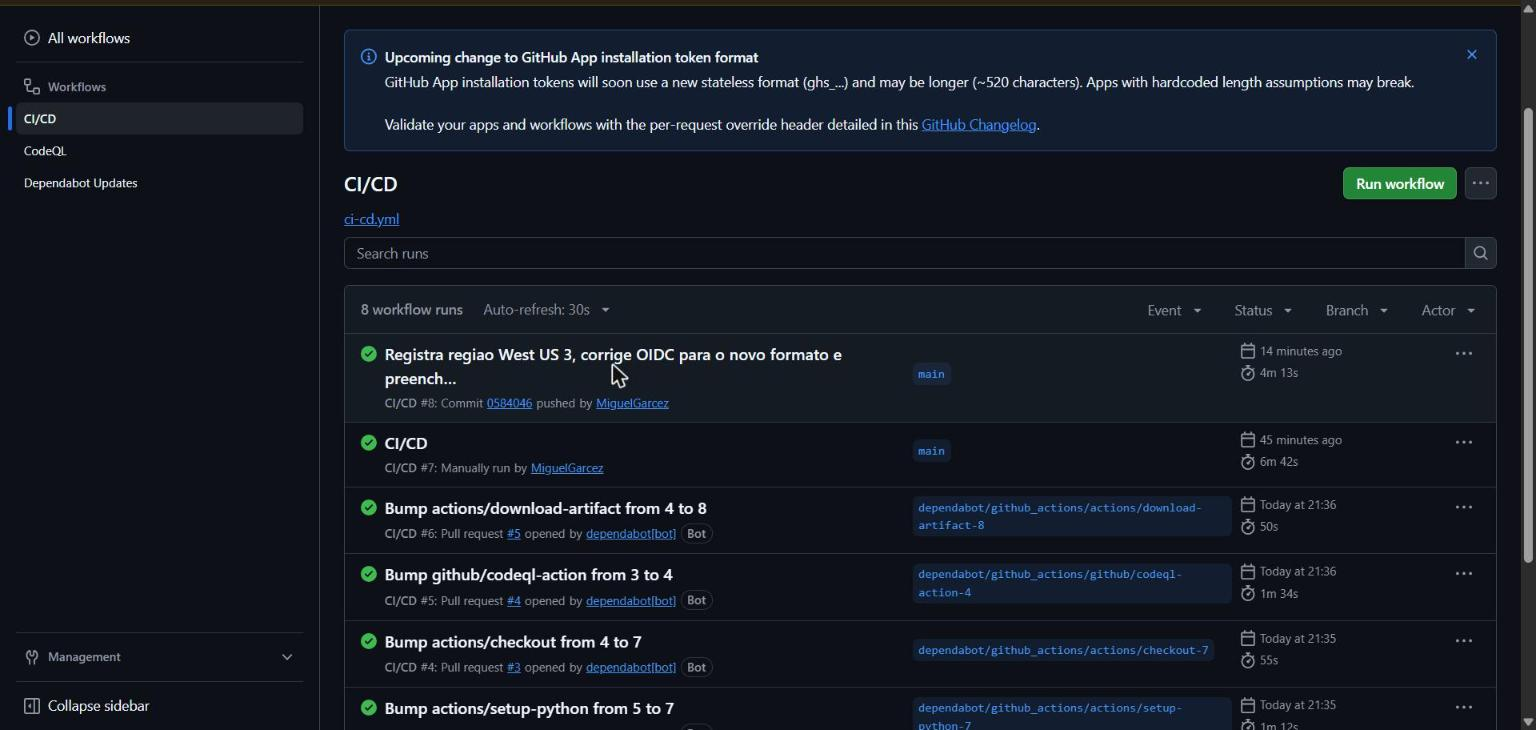 All workflows
Workflows
CI/CD
CodeQL
Dependabot Updates
Management
Collapse sidebar
Upcoming change to GitHub App installation token format
GitHub App installation tokens will soon use a new stateless format (ghs_...) and may be longer (~520 characters). Apps with hardcoded length assumptions may break.
Validate your apps and workflows with the per-request override header detailed in this GitHub Changelog.
CI/CD
Run workflow
ci-cd.yml
Search runs
8 workflow runs Auto-refresh: 30s Event Status Branch Actor
Registra regiao West US 3, corrige OIDC para o novo formato e
preench...
CI/CD #8: Commit 0584046 pushed by MiguelGarcez
main
14 minutes ago
4m 13s
CI/CD
CI/CD #7: Manually run by MiguelGarcez
main
45 minutes ago
6m 42s
Bump actions/download-artifact from 4 to 8
CI/CD #6: Pull request #5 opened by dependabot[bot] Bot
dependabot/github_actions/actions/download-
artifact-8
Today at 21:36
50s
Bump github/codeql-action from 3 to 4
CI/CD #5: Pull request #4 opened by dependabot[bot] Bot
dependabot/github_actions/github/codeql-
action-4
Today at 21:36
1m 34s
Bump actions/checkout from 4 to 7
CI/CD #4: Pull request #3 opened by dependabot[bot] Bot
dependabot/github_actions/actions/checkout-7
Today at 21:35
55s
Bump actions/setup-python from 5 to 7
dependabot/github_actions/actions/setup-
python-7
Today at 21:35
1m 12s